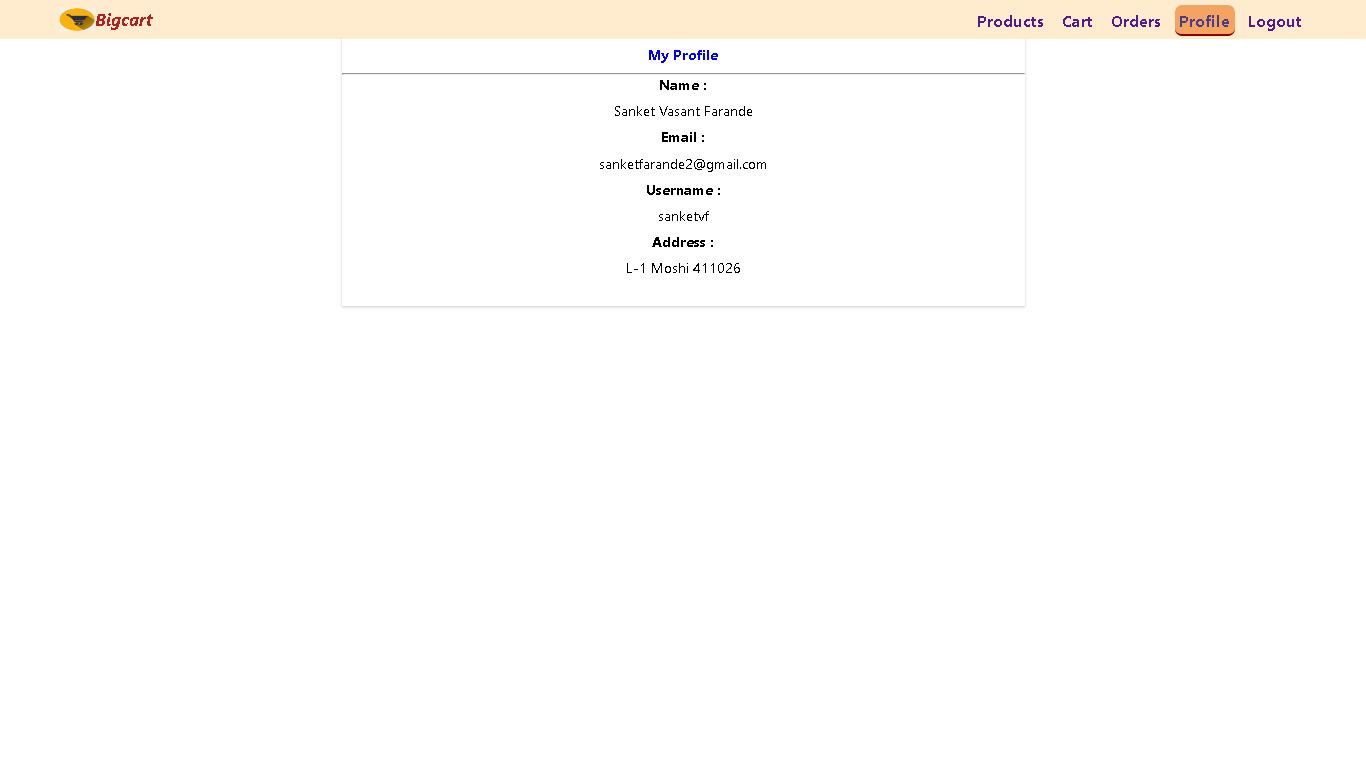 Bigcart Products Cart Orders Profile Logout
My Profile
Name :
Sanket Vasant Farande
Email :
sanketfarande2@gmail.com
Username :
sanketvf
Address :
L-1 Moshi 411026